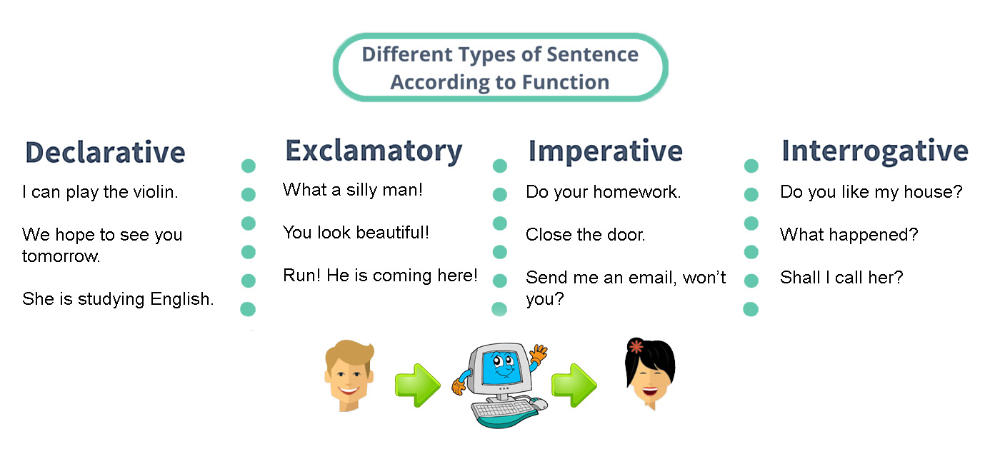 Different Types of Sentence
According to Function
Declarative
I can play the violin.
We hope to see you
tomorrow.
She is studying English.
Exclamatory
What a silly man!
You look beautiful!
Run! He is coming here!
Imperative
Do your homework.
Close the door.
Send me an email, won’t
you?
Interrogative
Do you like my house?
What happened?
Shall I call her?